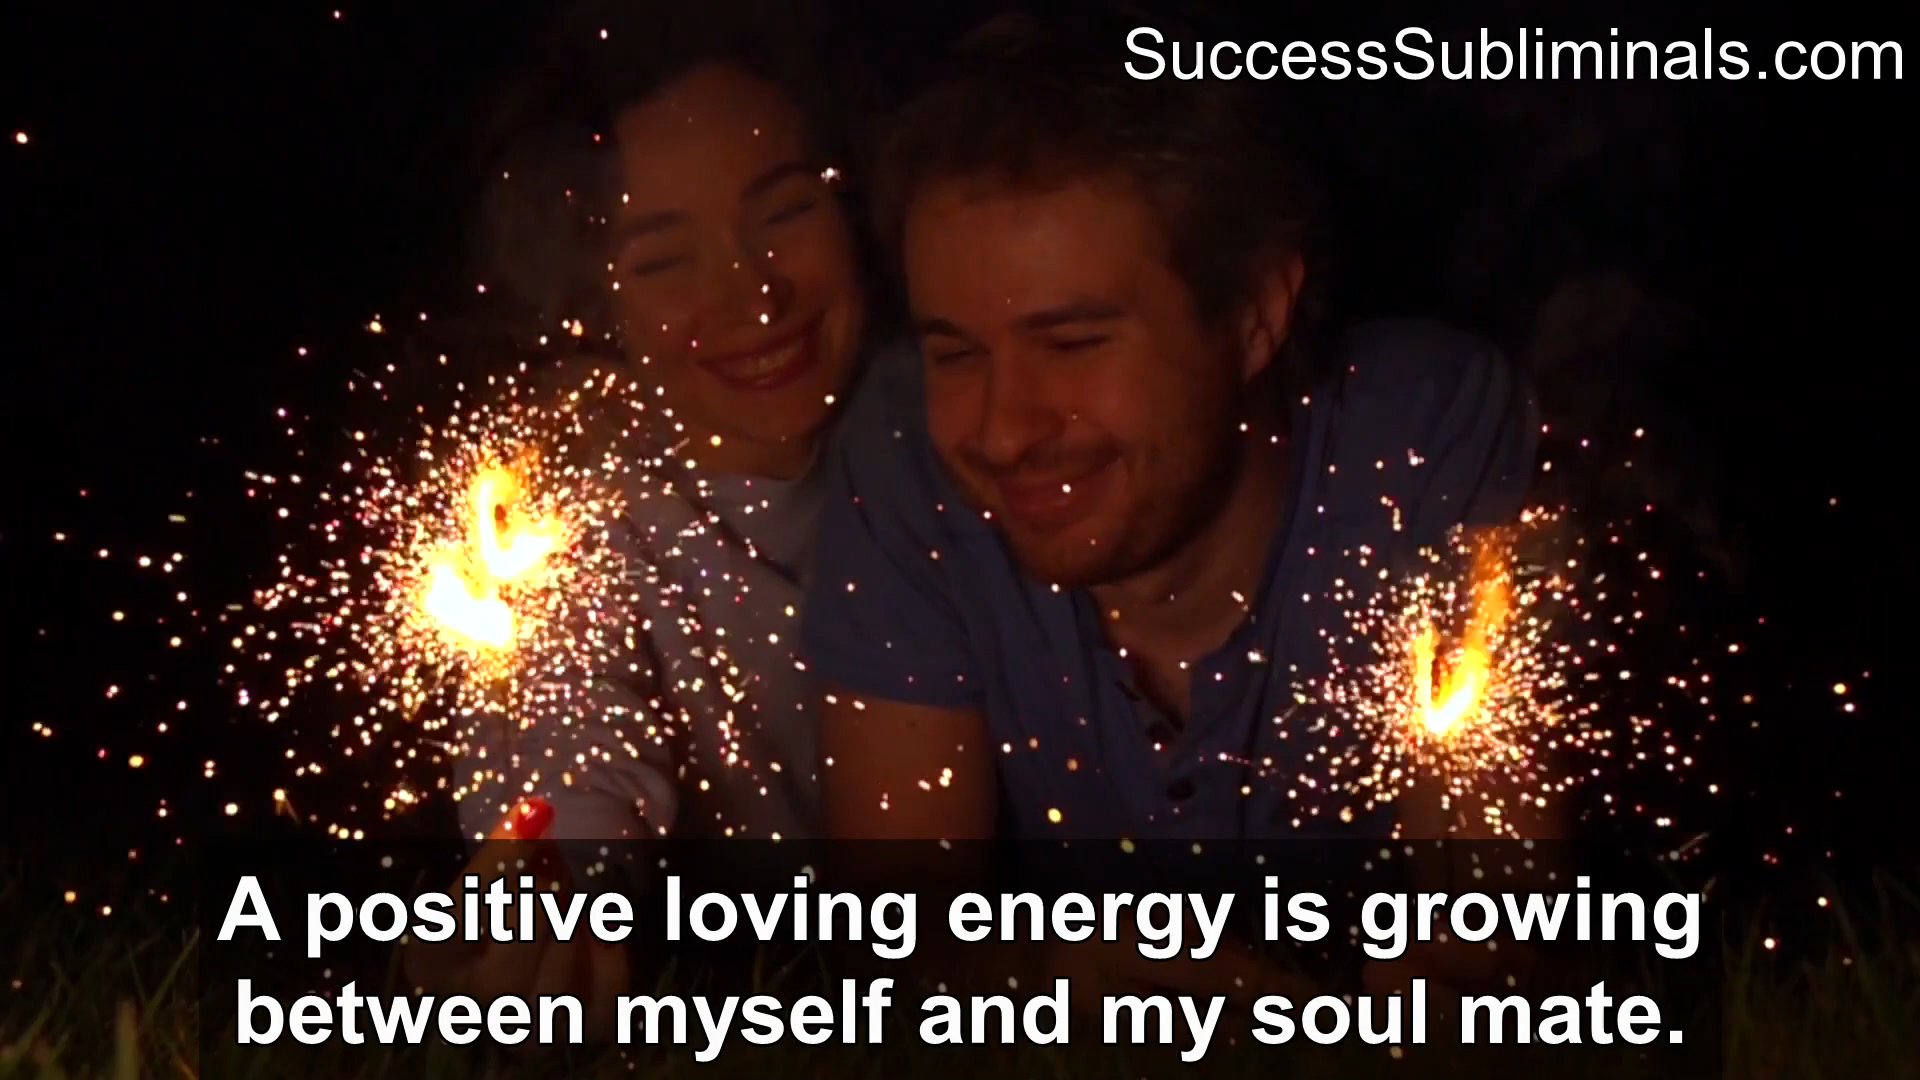 SuccessSubliminals.com
A positive loving energy is growing
between myself and my soul mate.